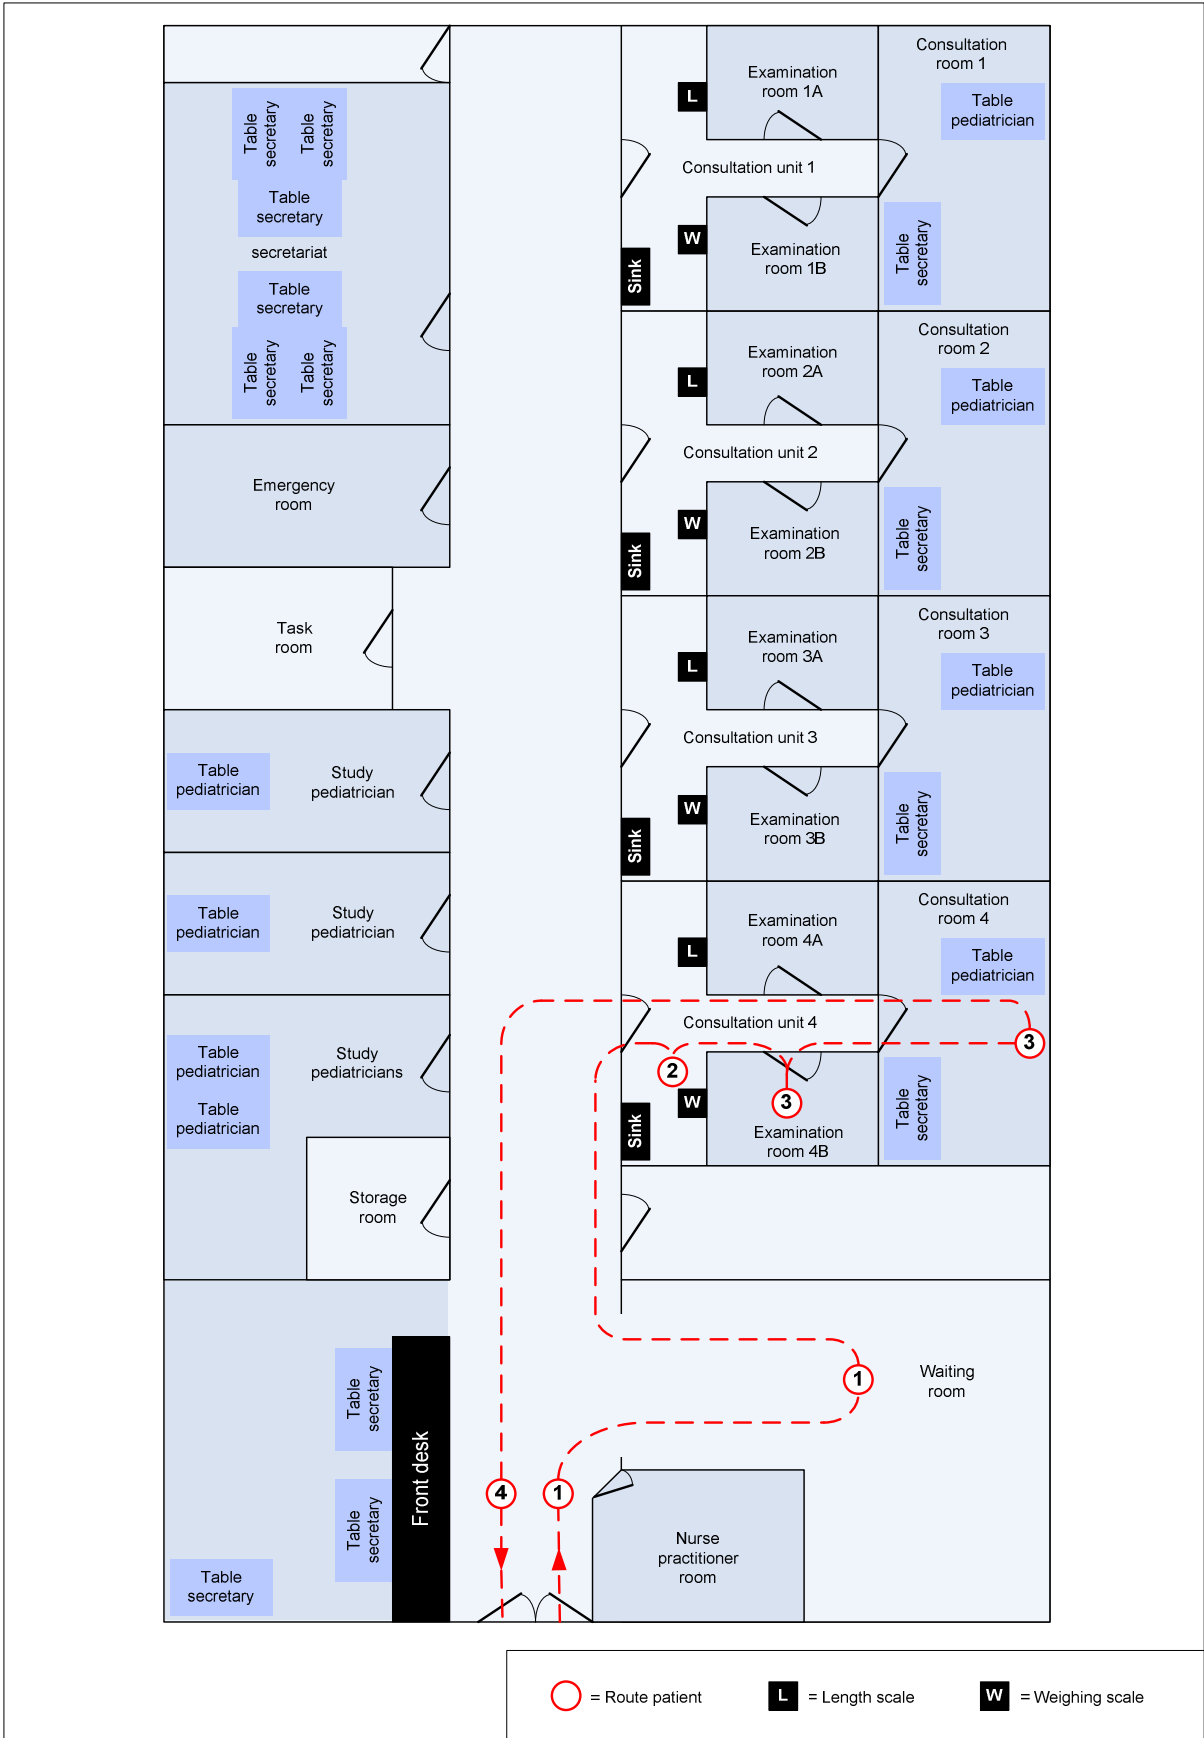 Table
secretary
Table
secretary
Table
secretary
secretariat
Table
secretary
Table
secretary
Table
secretary
Emergency
room
Task
room
Table
pediatrician
Study
pediatrician
Table
pediatrician
Study
pediatrician
Table
pediatrician
Study
pediatricians
Table
pediatrician
Storage
room
Table
secretary
Table
secretary
Front desk
Table
secretary
Examination
room 1A
Consultation
room 1
L
Table
pediatrician
Consultation unit 1
W
Sink
Examination
room 1B
Table
secretary
Examination
room 2A
Consultation
room 2
L
Table
pediatrician
Consultation unit 2
W
Sink
Examination
room 2B
Table
secretary
Examination
room 3A
Consultation
room 3
L
Table
pediatrician
Consultation unit 3
W
Sink
Examination
room 3B
Table
secretary
Examination
room 4A
Consultation
room 4
L
Table
pediatrician
Consultation unit 4
3
2
W
3
Sink
Examination
room 4B
Table
secretary
1
Waiting
room
4
1
Nurse
practitioner
room
= Route patient
L
= Length scale
W
= Weighing scale